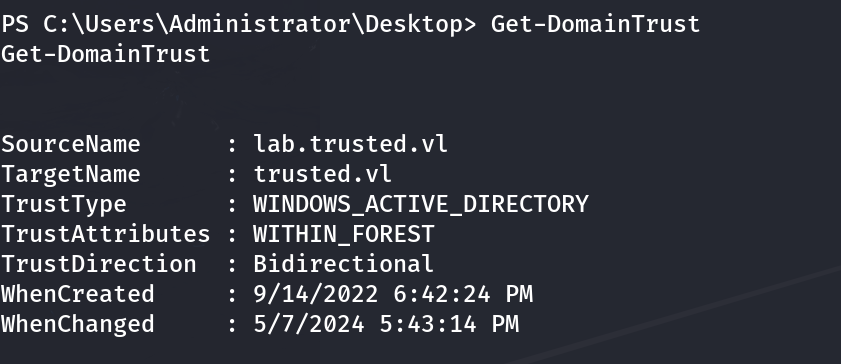 PS C:\Users\Administrator\Desktop> Get-DomainTrust
Get-DomainTrust
SourceName      : lab.trusted.vl
TargetName      : trusted.vl
TrustType       : WINDOWS_ACTIVE_DIRECTORY
TrustAttributes : WITHIN_FOREST
TrustDirection  : Bidirectional
WhenCreated     : 9/14/2022 6:42:24 PM
WhenChanged     : 5/7/2024 5:43:14 PM